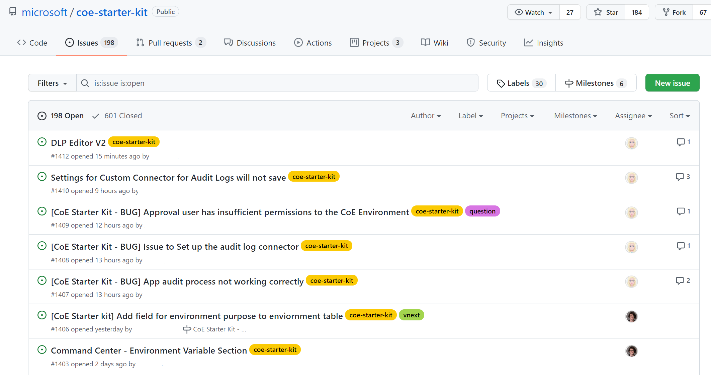 microsoft / coe-starter-kit Public
Watch 27 Star 184 Fork 67
Code Issues 198 Pull requests 2 Discussions Actions Projects 3 Wiki Security Insights
Filters is:issue is:open Labels 30 Milestones 6 New issue
198 Open 601 Closed Author Label Projects Milestones Assignee Sort
DLP Editor V2 coe-starter-kit 1
#1412 opened 15 minutes ago by
Settings for Custom Connector for Audit Logs will not save coe-starter-kit 3
#1410 opened 9 hours ago by
[CoE Starter Kit - BUG] Approval user has insufficient permissions to the CoE Environment coe-starter-kit question 1
#1409 opened 12 hours ago by
[CoE Starter Kit - BUG] Issue to Set up the audit log connector coe-starter-kit 1
#1408 opened 13 hours ago by
[CoE Starter Kit - BUG] App audit process not working correctly coe-starter-kit 2
#1407 opened 13 hours ago by
[CoE Starter kit] Add field for environment purpose to enviornment table coe-starter-kit vnext
#1406 opened yesterday by CoE Starter Kit - ...
Command Center - Environment Variable Section coe-starter-kit
#1403 opened 2 days ago by